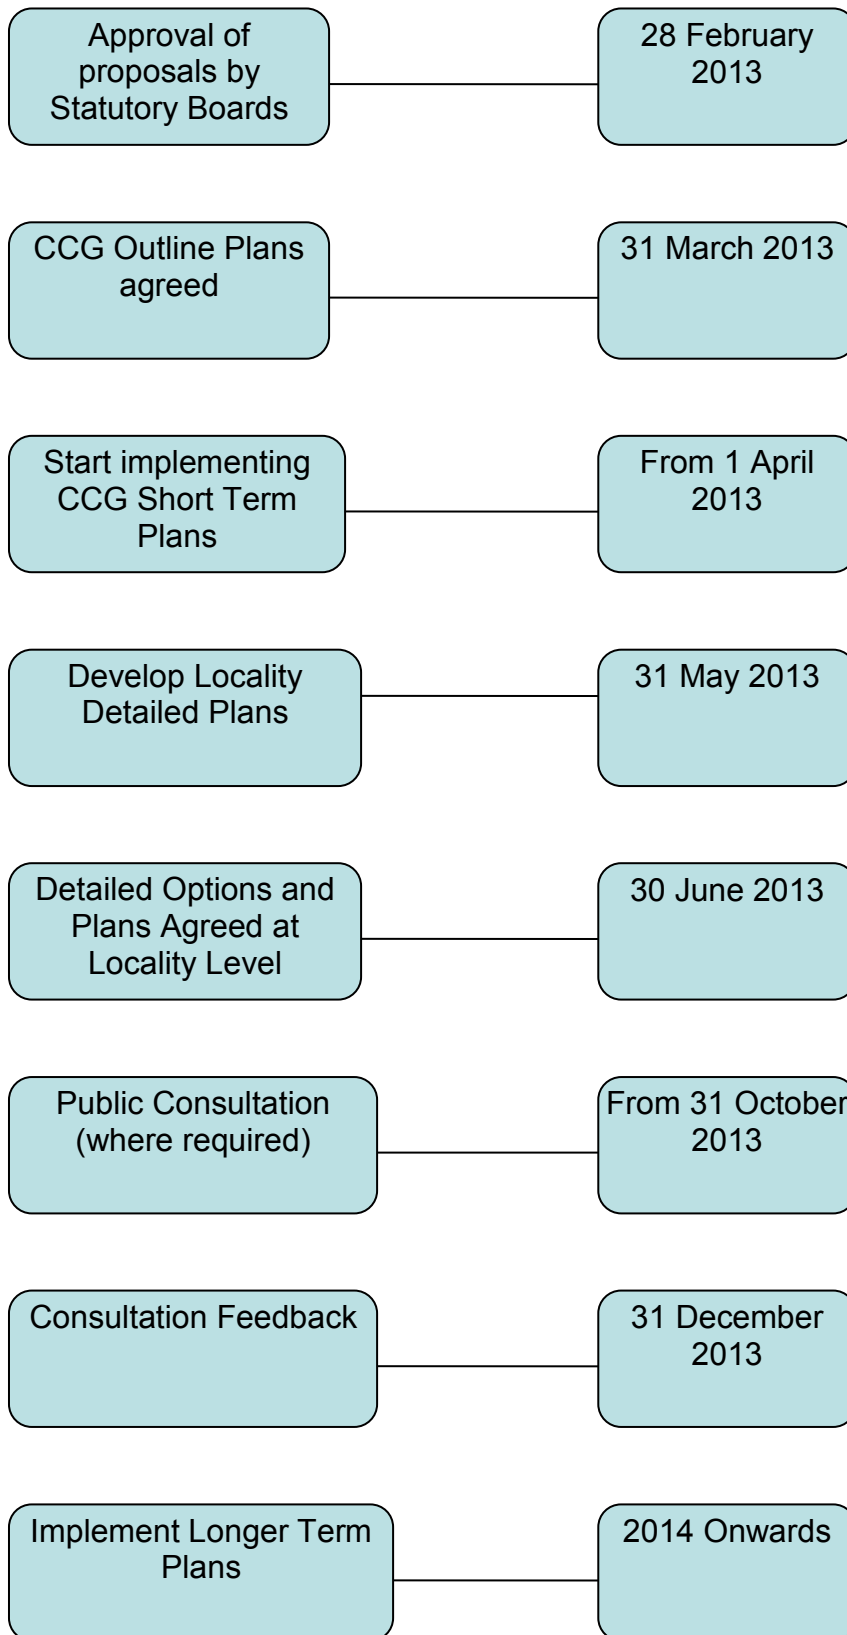 Approval of
proposals by
Statutory Boards
28 February
2013
CCG Outline Plans
agreed
31 March 2013
Start implementing
CCG Short Term
Plans
From 1 April
2013
Develop Locality
Detailed Plans
31 May 2013
Detailed Options and
Plans Agreed at
Locality Level
30 June 2013
Public Consultation
(where required)
From 31 October
2013
Consultation Feedback
31 December
2013
Implement Longer Term
Plans
2014 Onwards